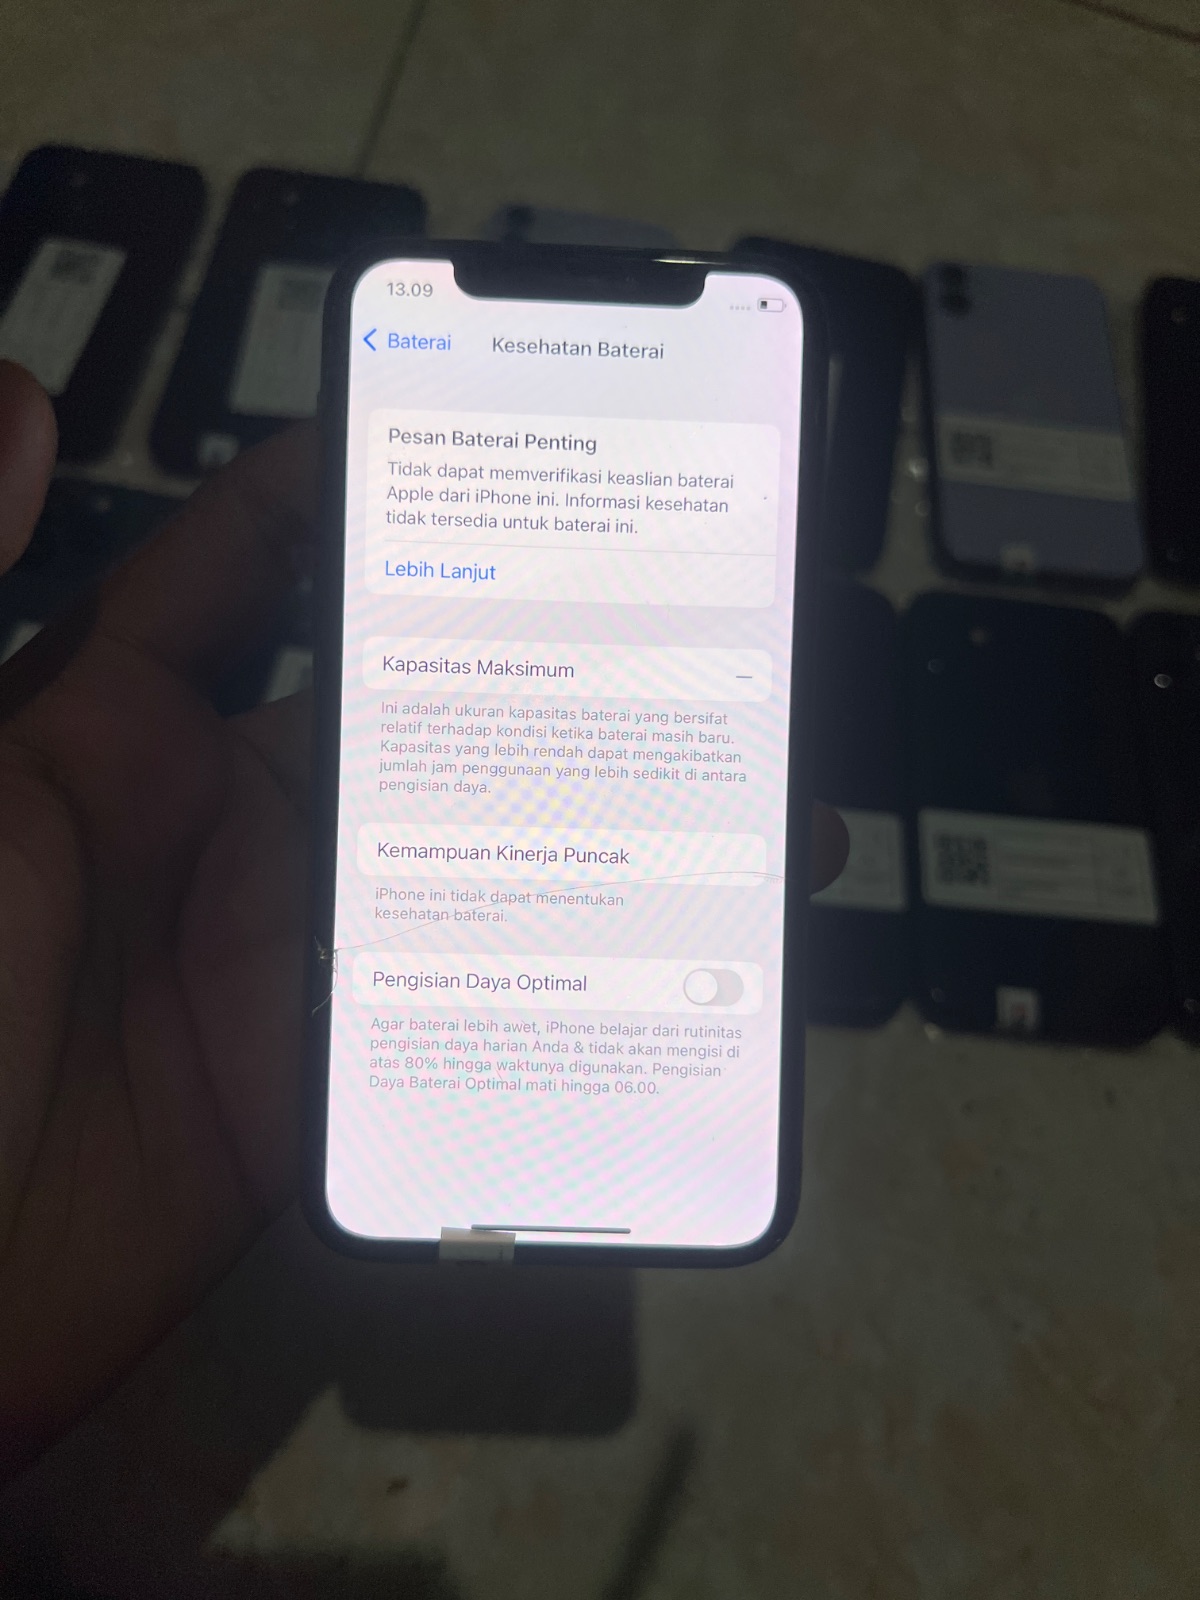 13.09
Baterai
Kesehatan Baterai
Pesan Baterai Penting
Tidak dapat memverifikasi keaslian baterai
Apple dari iPhone ini. Informasi kesehatan
tidak tersedia untuk baterai ini.
Lebih Lanjut
Kapasitas Maksimum —
Ini adalah ukuran kapasitas baterai yang bersifat
relatif terhadap kondisi ketika baterai masih baru.
Kapasitas yang lebih rendah dapat mengakibatkan
jumlah jam penggunaan yang lebih sedikit di antara
pengisian daya.
Kemampuan Kinerja Puncak
iPhone ini tidak dapat menentukan
kesehatan baterai.
Pengisian Daya Optimal
Agar baterai lebih awet, iPhone belajar dari rutinitas
pengisian daya harian Anda & tidak akan mengisi di
atas 80% hingga waktunya digunakan. Pengisian
Daya Baterai Optimal mati hingga 06.00.